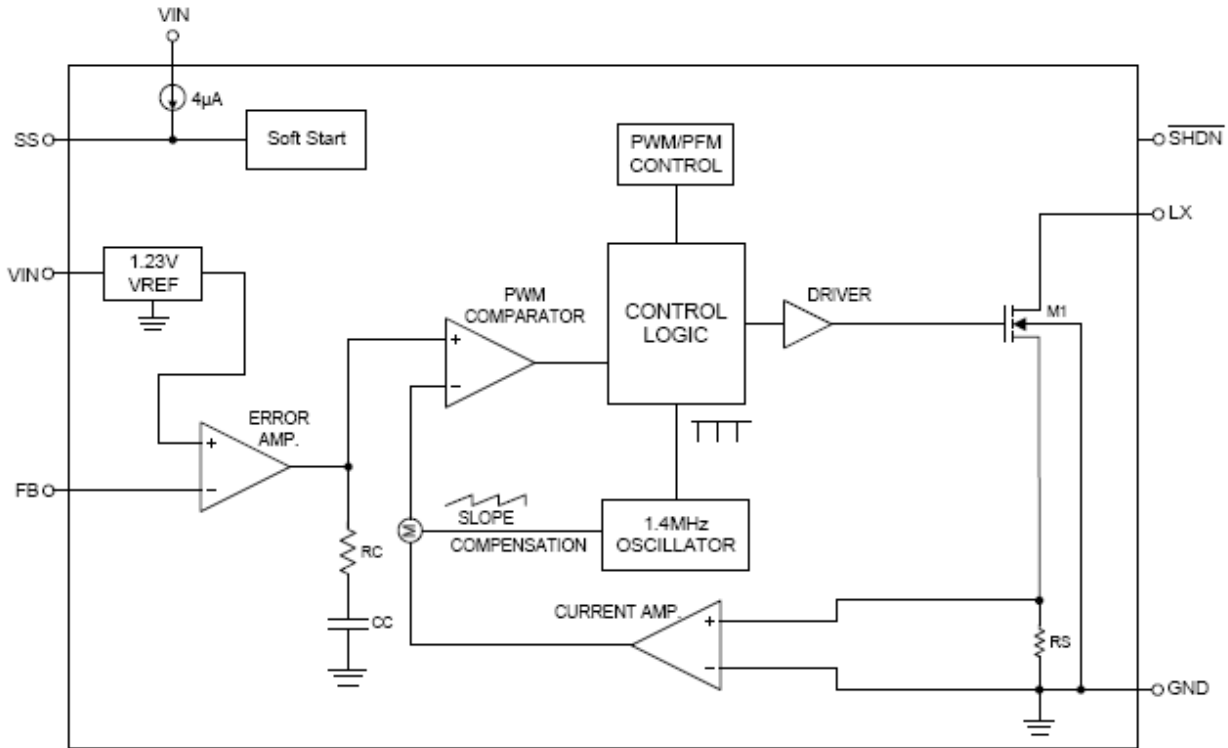 VIN
4µA
SS
Soft Start
PWM/PFM
CONTROL
SHDN
LX
VIN
1.23V
VREF
PWM
COMPARATOR
CONTROL
LOGIC
DRIVER
M1
+
−
ERROR
AMP.
+
−
FB
RC
CC
M
SLOPE
COMPENSATION
1.4MHz
OSCILLATOR
CURRENT AMP.
+
−
RS
GND